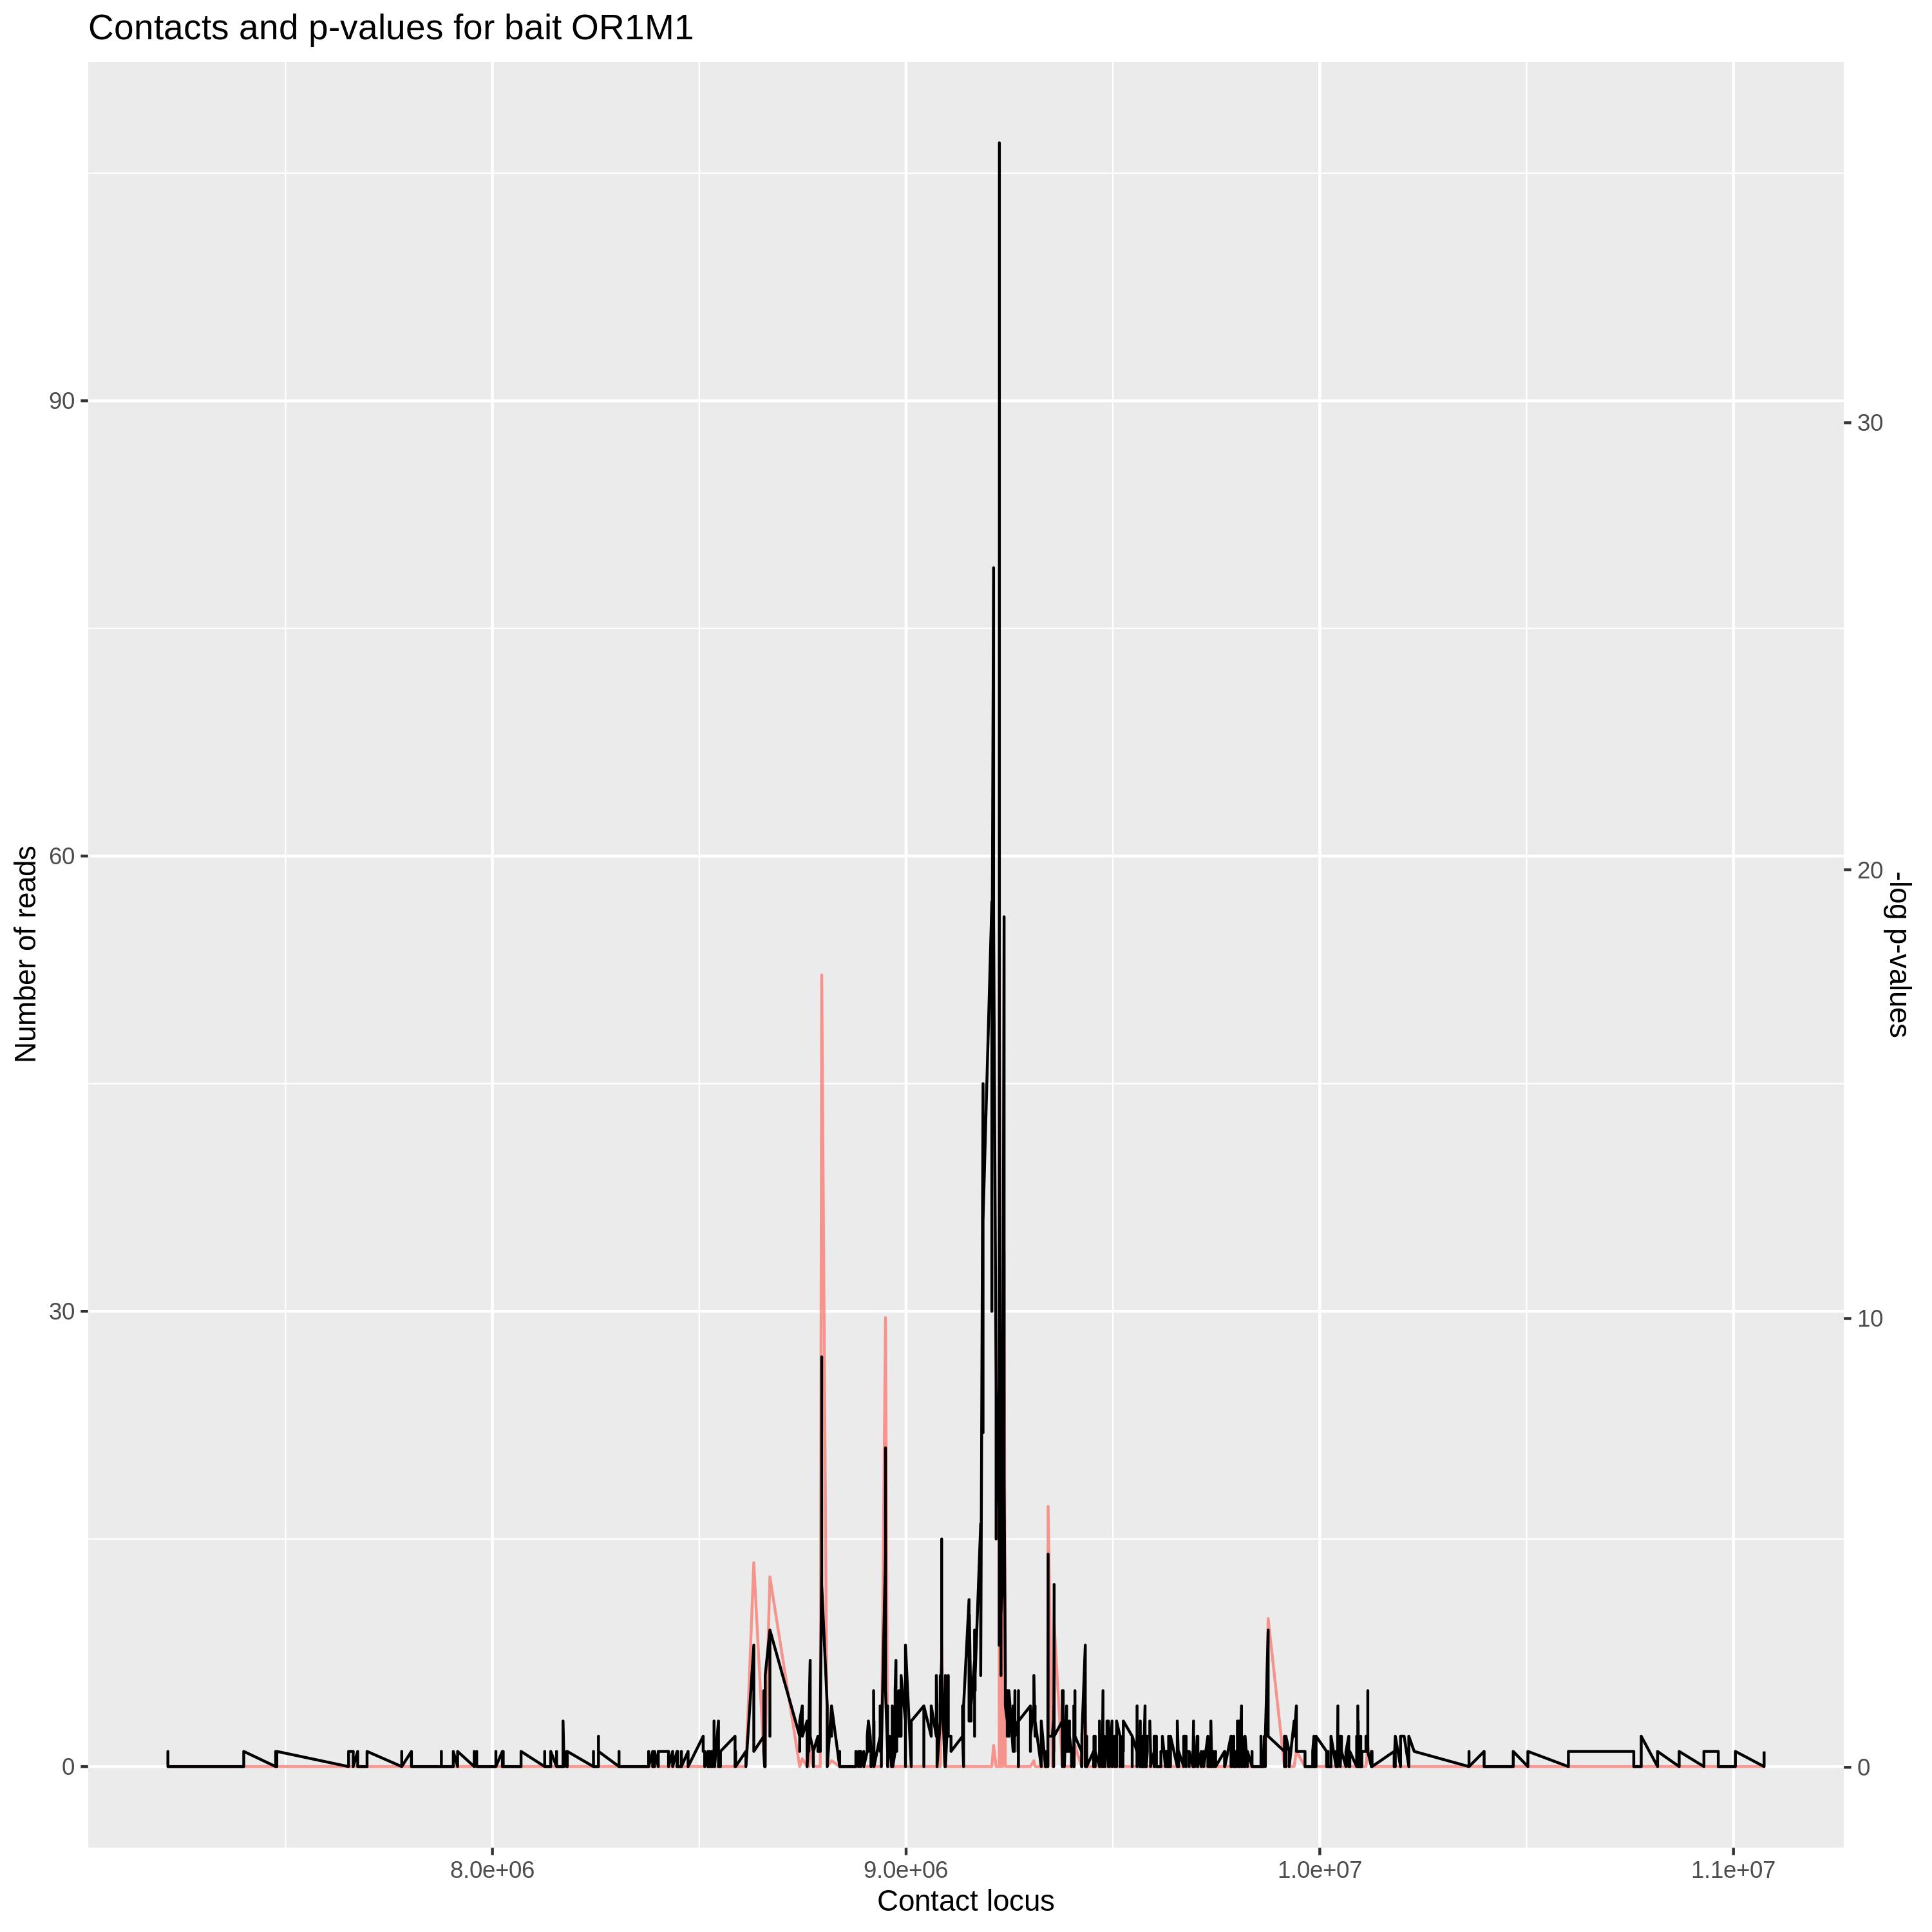 Contacts and p-values for bait OR1M1
90
60
30
0
Number of reads
30
20
10
0
-log p-values
8.0e+06
9.0e+06
1.0e+07
1.1e+07
Contact locus